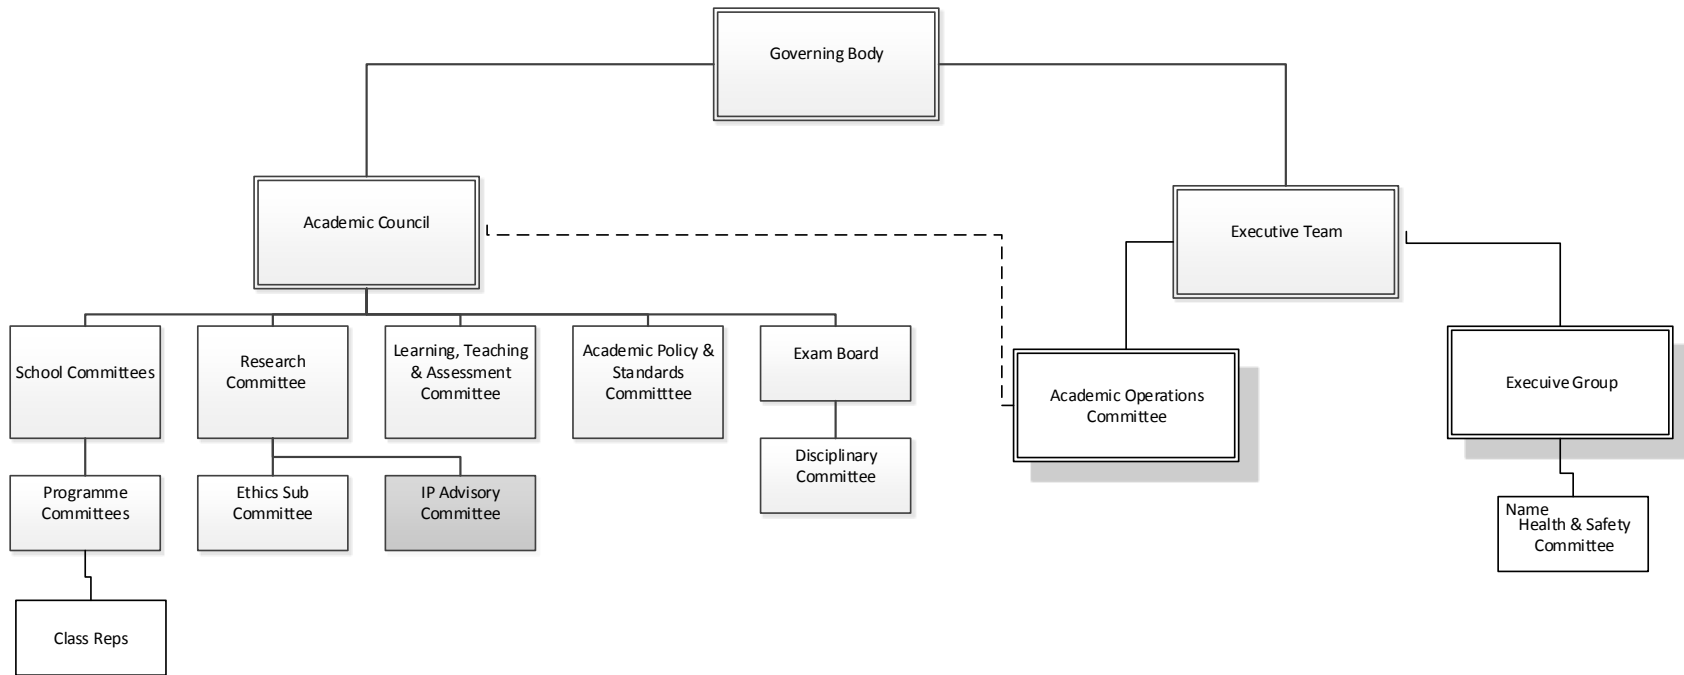 Governing Body
Academic Council
Executive Team
School Committees
Research
Committee
Learning, Teaching
& Assessment
Committee
Academic Policy &
Standards
Committtee
Exam Board
Academic Operations
Committee
Execuive Group
Programme
Committees
Ethics Sub
Committee
IP Advisory
Committee
Disciplinary
Committee
Name
Health & Safety
Committee
Class Reps